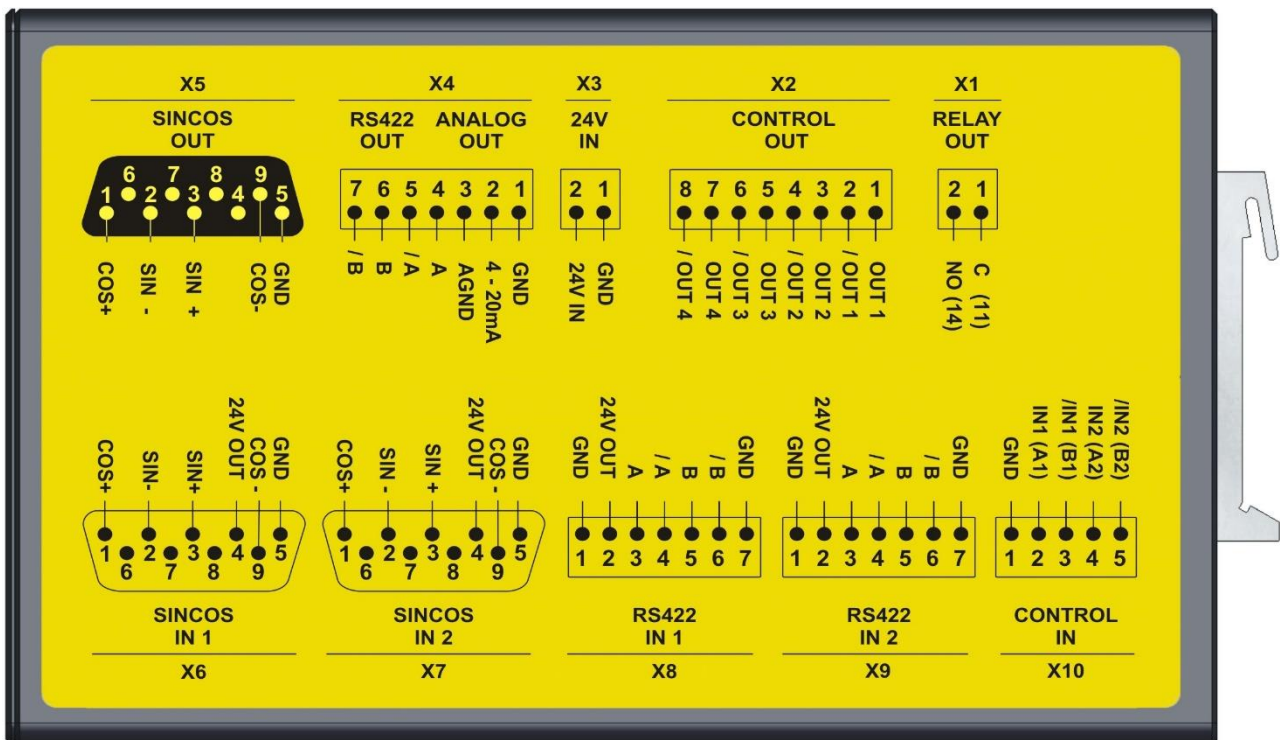 X5 X4 X3 X2 X1
SINCOS RS422 ANALOG 24V CONTROL RELAY
OUT OUT OUT IN OUT OUT
6 7 8 9
1 2 3 4 5
7 6 5 4 3 2 1
2 1
8 7 6 5 4 3 2 1
2 1
COS+
SIN -
SIN +
COS-
GND
/ B
B
/ A
A
AGND
4 - 20mA
GND
24V IN
GND
/ OUT 4
OUT 4
/ OUT 3
OUT 3
/ OUT 2
OUT 2
/ OUT 1
OUT 1
NO (14)
C (11)
COS+
SIN-
SIN+
24V OUT
COS -
GND
COS+
SIN -
SIN +
24V OUT
COS -
GND
GND
24V OUT
A
/ A
B
/ B
GND
GND
24V OUT
A
/ A
B
/ B
GND
GND
IN1 (A1)
/IN1 (B1)
IN2 (A2)
/IN2 (B2)
1 2 3 4 5
6 7 8 9
1 2 3 4 5
6 7 8 9
1 2 3 4 5 6 7
1 2 3 4 5 6 7
1 2 3 4 5
SINCOS SINCOS RS422 RS422 CONTROL
IN 1 IN 2 IN 1 IN 2 IN
X6 X7 X8 X9 X10